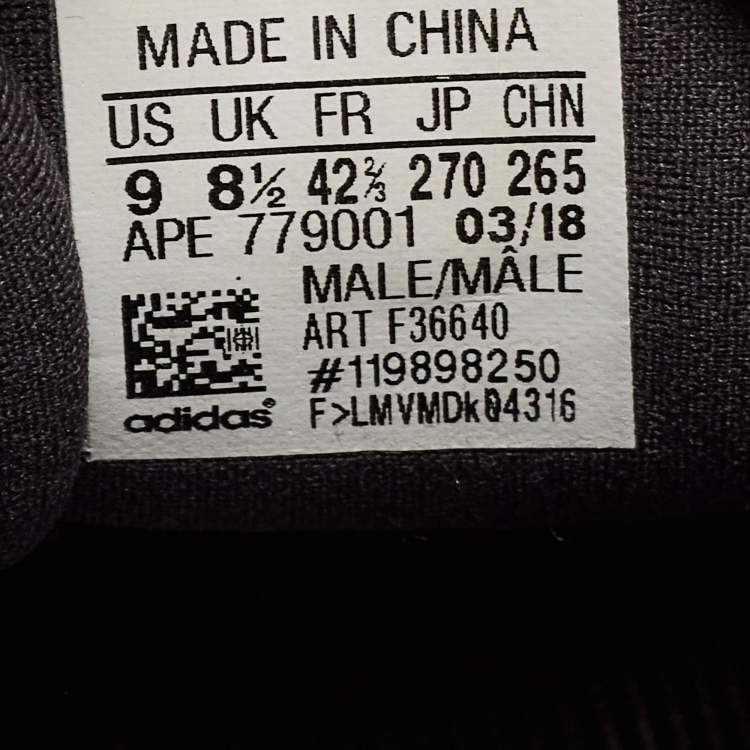 MADE IN CHINA
US UK FR JP CHN
9 8½ 42⅔ 270 265
APE 779001 03/18
MALE/MÂLE
ART F36640
#119898250
adidas® F>LMVMDk04316